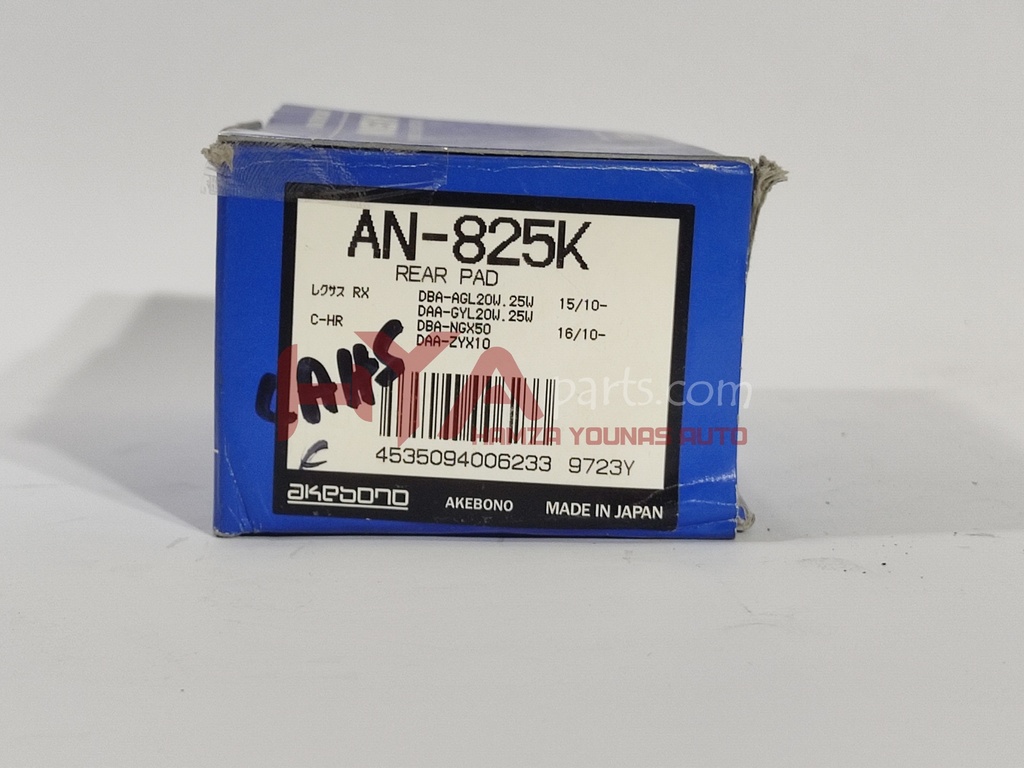 AN-825K
REAR PAD
レクサス RX DBA-AGL20W.25W 15/10-
DAA-GYL20W.25W
C-HR DBA-NGX50 16/10-
DAA-ZYX10
HYA parts.com
HAMZA YOUNAS AUTO
4535094006233 9723Y
akebono AKEBONO MADE IN JAPAN